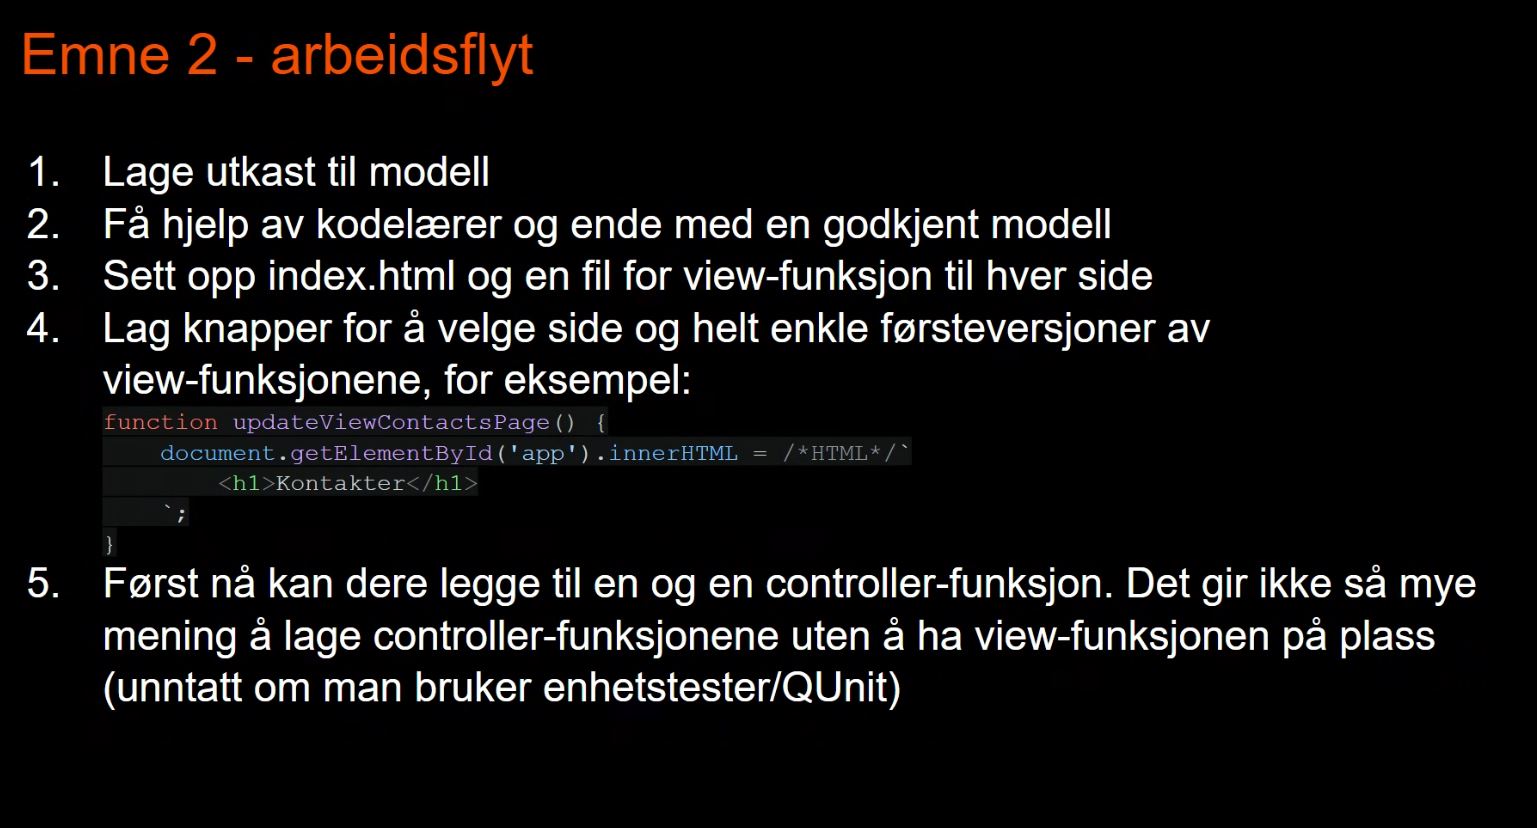 Emne 2 - arbeidsflyt
1. Lage utkast til modell
2. Få hjelp av kodelærer og ende med en godkjent modell
3. Sett opp index.html og en fil for view-funksjon til hver side
4. Lag knapper for å velge side og helt enkle førsteversjoner av
view-funksjonene, for eksempel:
function updateViewContactsPage() {
    document.getElementById('app').innerHTML = /*HTML*/`
        <h1>Kontakter</h1>
    `;
}
5. Først nå kan dere legge til en og en controller-funksjon. Det gir ikke så mye
mening å lage controller-funksjonene uten å ha view-funksjonen på plass
(unntatt om man bruker enhetstester/QUnit)